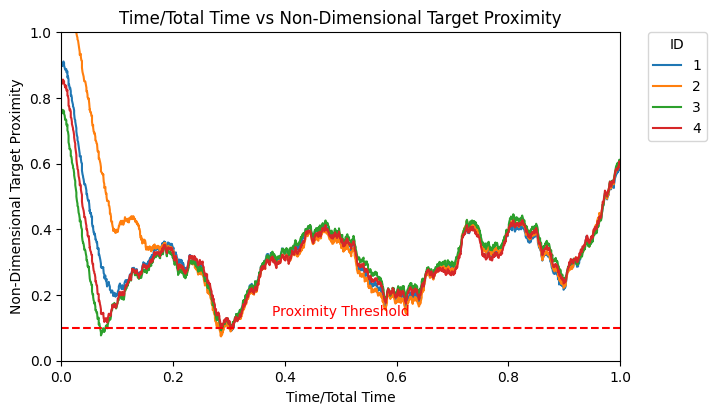 Time/Total Time vs Non-Dimensional Target Proximity
ID
1
2
3
4
Non-Dimensional Target Proximity
1.0
0.8
0.6
0.4
0.2
0.0
Proximity Threshold
0.0 0.2 0.4 0.6 0.8 1.0
Time/Total Time